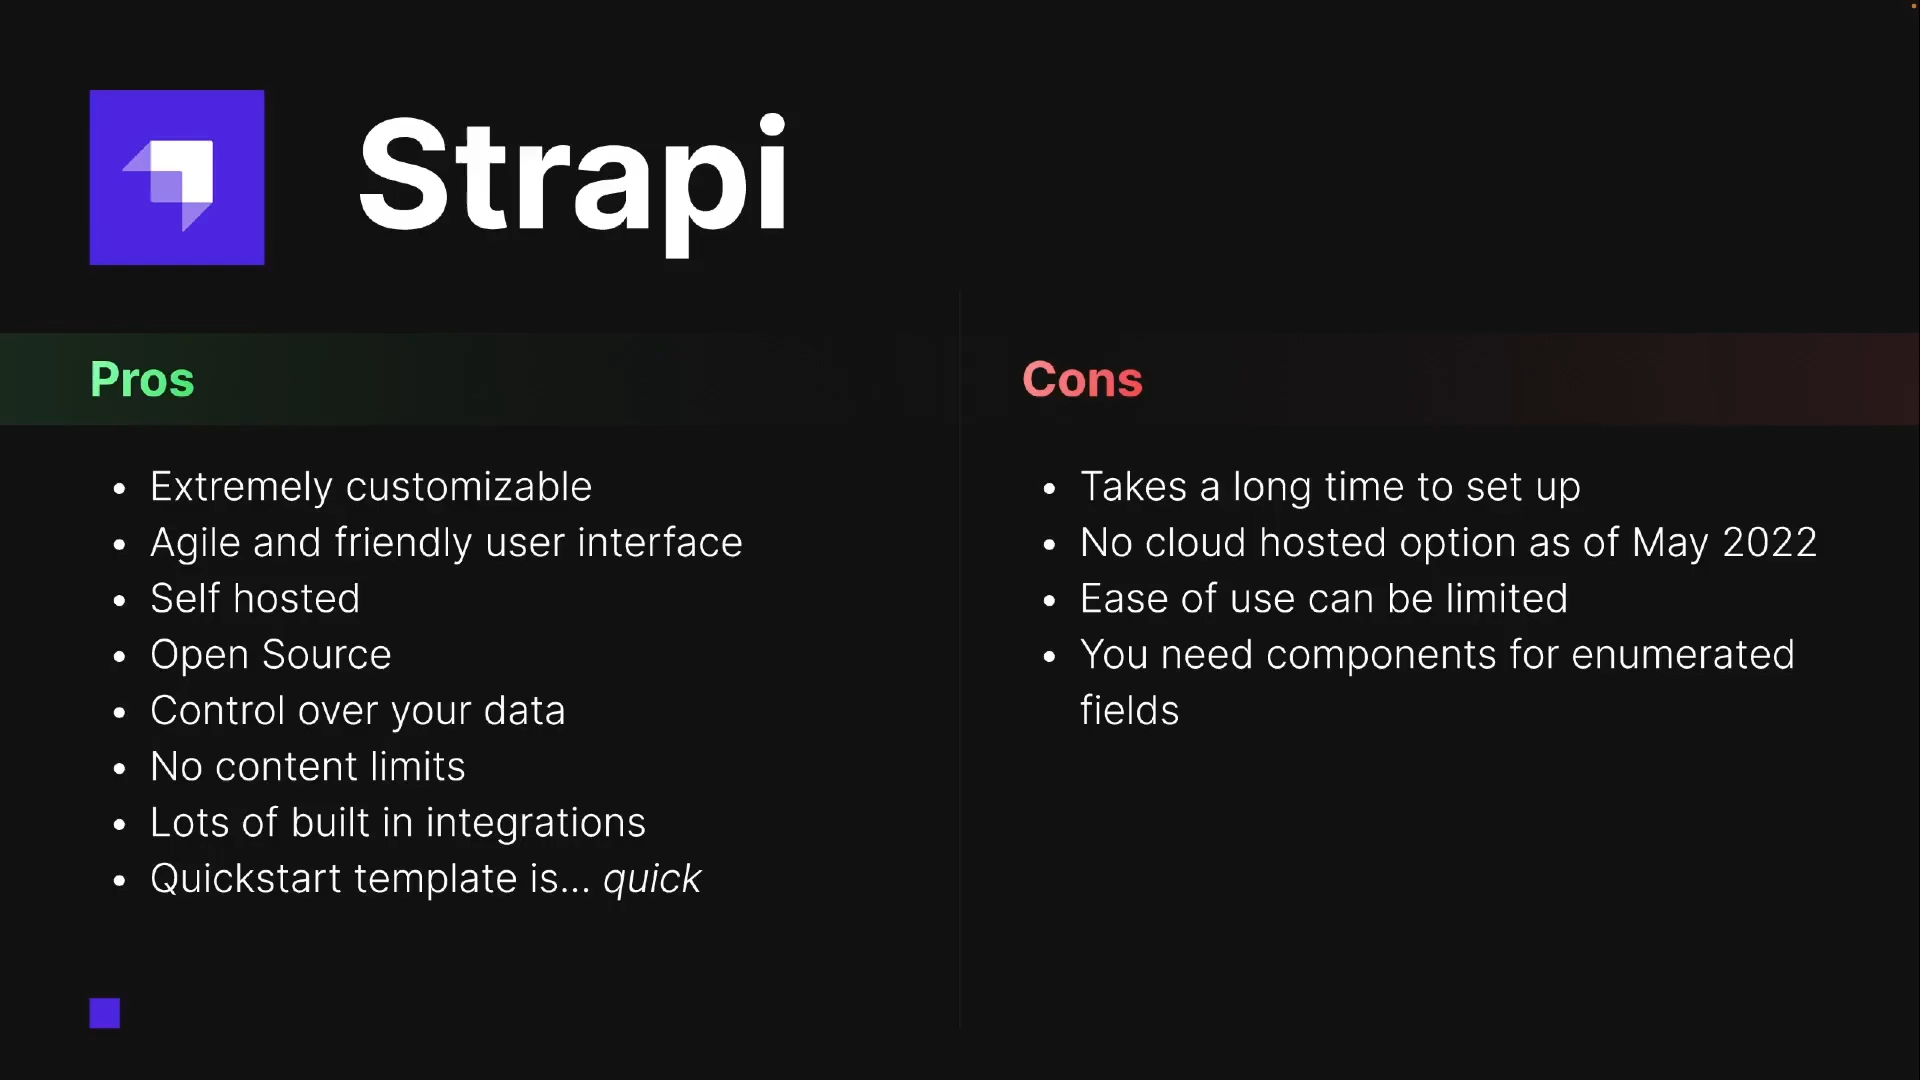 Strapi
Pros
Extremely customizable
Agile and friendly user interface
Self hosted
Open Source
Control over your data
No content limits
Lots of built in integrations
Quickstart template is... quick
Cons
Takes a long time to set up
No cloud hosted option as of May 2022
Ease of use can be limited
You need components for enumerated
fields